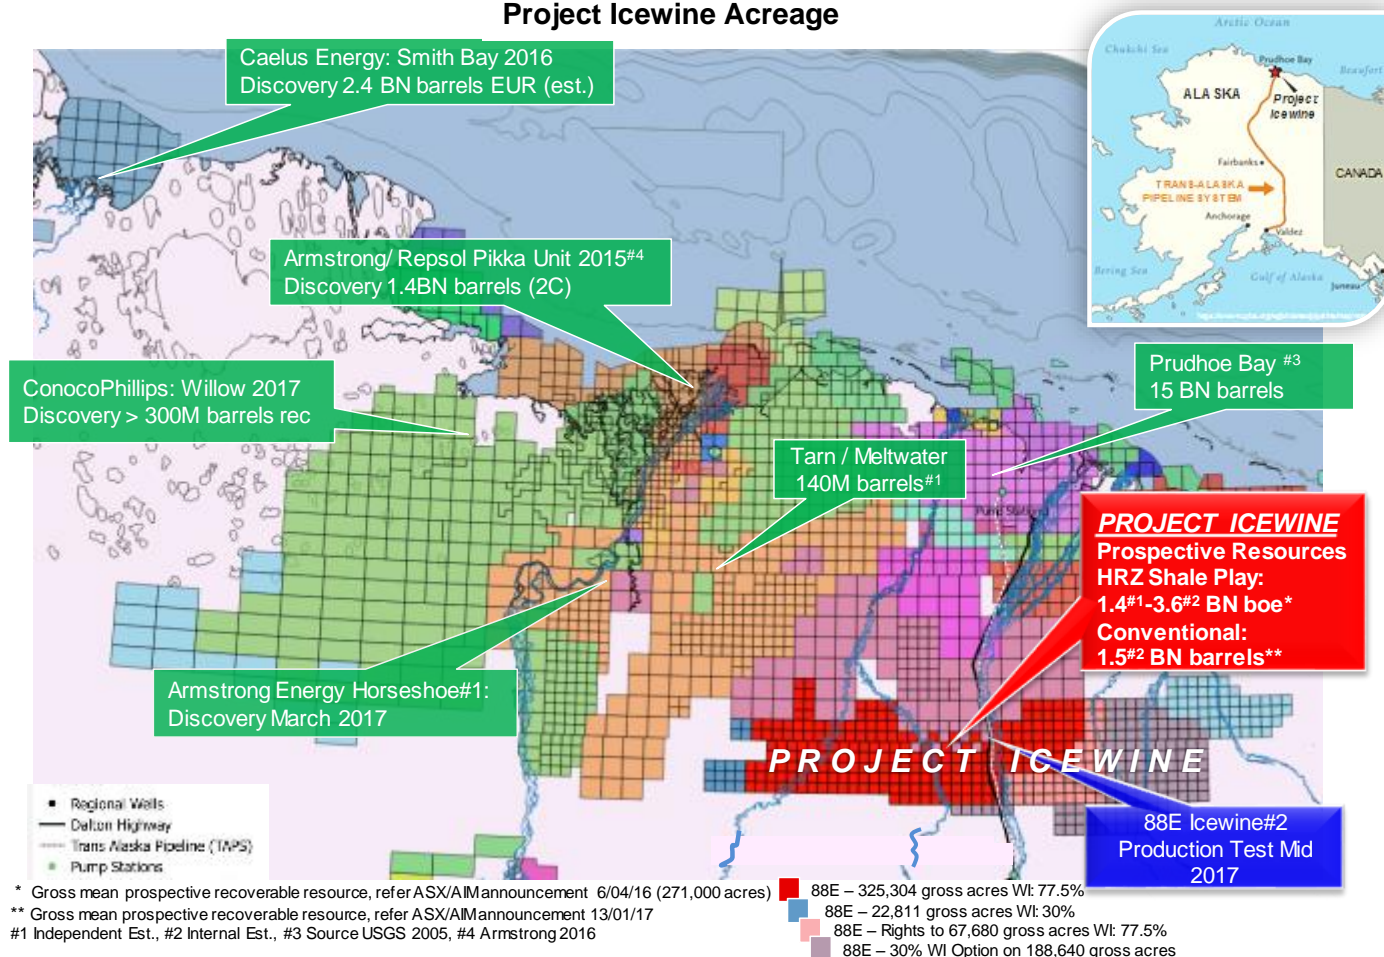 Project Icewine Acreage
Caelus Energy: Smith Bay 2016
Discovery 2.4 BN barrels EUR (est.)
Arctic Ocean
Chukchi Sea
Prudhoe Bay
Beaufort
ALASKA
Project
Icewine
Fairbanks
CANADA
TRANS-ALASKA
PIPELINE SYSTEM
Anchorage
Valdez
Bering Sea
Gulf of Alaska
Juneau
Armstrong/ Repsol Pikka Unit 2015#4
Discovery 1.4BN barrels (2C)
ConocoPhillips: Willow 2017
Discovery > 300M barrels rec
Prudhoe Bay #3
15 BN barrels
Tarn / Meltwater
140M barrels#1
Pump Station
PROJECT ICEWINE
Prospective Resources
HRZ Shale Play:
1.4#1-3.6#2 BN boe*
Conventional:
1.5#2 BN barrels**
Armstrong Energy Horseshoe#1:
Discovery March 2017
PROJECT ICEWINE
88E Icewine#2
Production Test Mid
2017
Regional Wells
Dalton Highway
Trans Alaska Pipeline (TAPS)
Pump Stations
* Gross mean prospective recoverable resource, refer ASX/AIM announcement 6/04/16 (271,000 acres)
** Gross mean prospective recoverable resource, refer ASX/AIM announcement 13/01/17
#1 Independent Est., #2 Internal Est., #3 Source USGS 2005, #4 Armstrong 2016
88E – 325,304 gross acres WI: 77.5%
88E – 22,811 gross acres WI: 30%
88E – Rights to 67,680 gross acres WI: 77.5%
88E – 30% WI Option on 188,640 gross acres